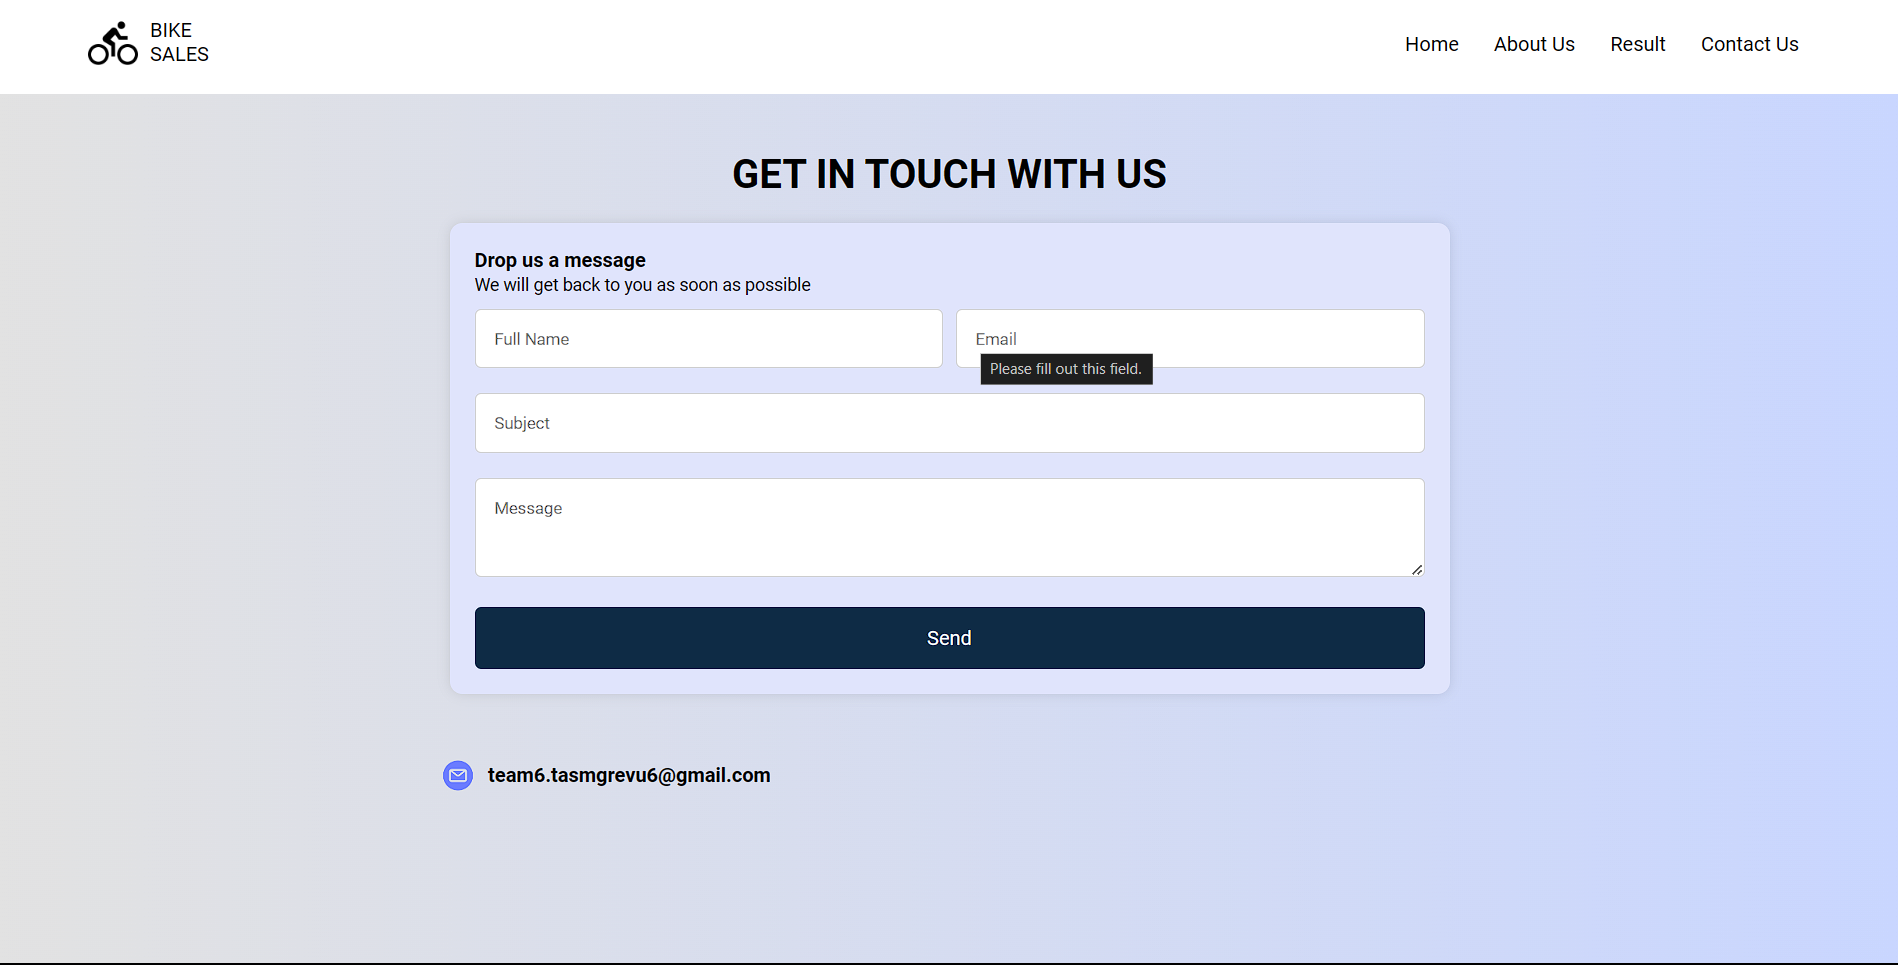 BIKE
SALES
Home About Us Result Contact Us
GET IN TOUCH WITH US
Drop us a message
We will get back to you as soon as possible
Full Name Email
Please fill out this field.
Subject
Message
Send
team6.tasmgrevu6@gmail.com